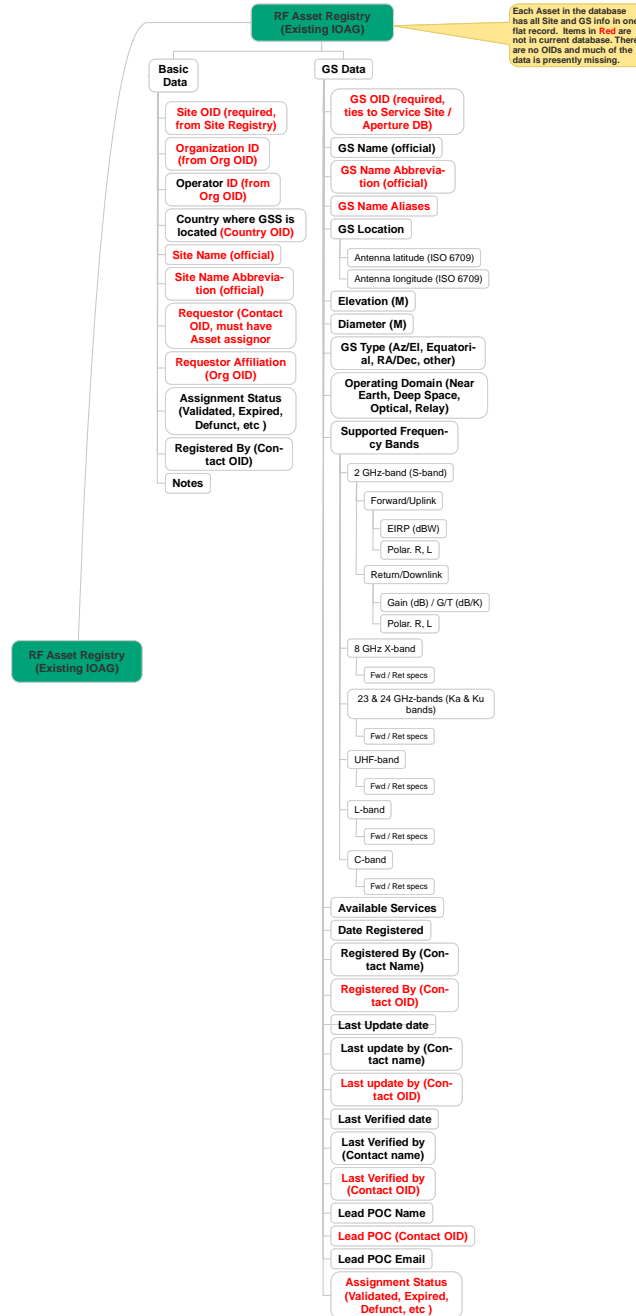 RF Asset Registry
(Existing IOAG)
Each Asset in the database
has all Site and GS info in one
flat record. Items in Red are
not in current database. There
are no OIDs and much of the
data is presently missing.
Basic
Data
Site OID (required,
from Site Registry)
Organization ID
(from Org OID)
Operator ID (from
Org OID)
Country where GSS is
located (Country OID)
Site Name (official)
Site Name Abbrevia-
tion (official)
Requestor (Contact
OID, must have
Asset assignor
Requestor Affiliation
(Org OID)
Assignment Status
(Validated, Expired,
Defunct, etc )
Registered By (Con-
tact OID)
Notes
GS Data
GS OID (required,
ties to Service Site /
Aperture DB)
GS Name (official)
GS Name Abbrevia-
tion (official)
GS Name Aliases
GS Location
Antenna latitude (ISO 6709)
Antenna longitude (ISO 6709)
Elevation (M)
Diameter (M)
GS Type (Az/El, Equatori-
al, RA/Dec, other)
Operating Domain (Near
Earth, Deep Space,
Optical, Relay)
Supported Frequen-
cy Bands
2 GHz-band (S-band)
Forward/Uplink
EIRP (dBW)
Polar. R, L
Return/Downlink
Gain (dB) / G/T (dB/K)
Polar. R, L
8 GHz X-band
Fwd / Ret specs
23 & 24 GHz-bands (Ka & Ku
bands)
Fwd / Ret specs
UHF-band
Fwd / Ret specs
L-band
Fwd / Ret specs
C-band
Fwd / Ret specs
Available Services
Date Registered
Registered By (Con-
tact Name)
Registered By (Con-
tact OID)
Last Update date
Last update by (Con-
tact name)
Last update by (Con-
tact OID)
Last Verified date
Last Verified by
(Contact name)
Last Verified by
(Contact OID)
Lead POC Name
Lead POC (Contact OID)
Lead POC Email
Assignment Status
(Validated, Expired,
Defunct, etc )
RF Asset Registry
(Existing IOAG)